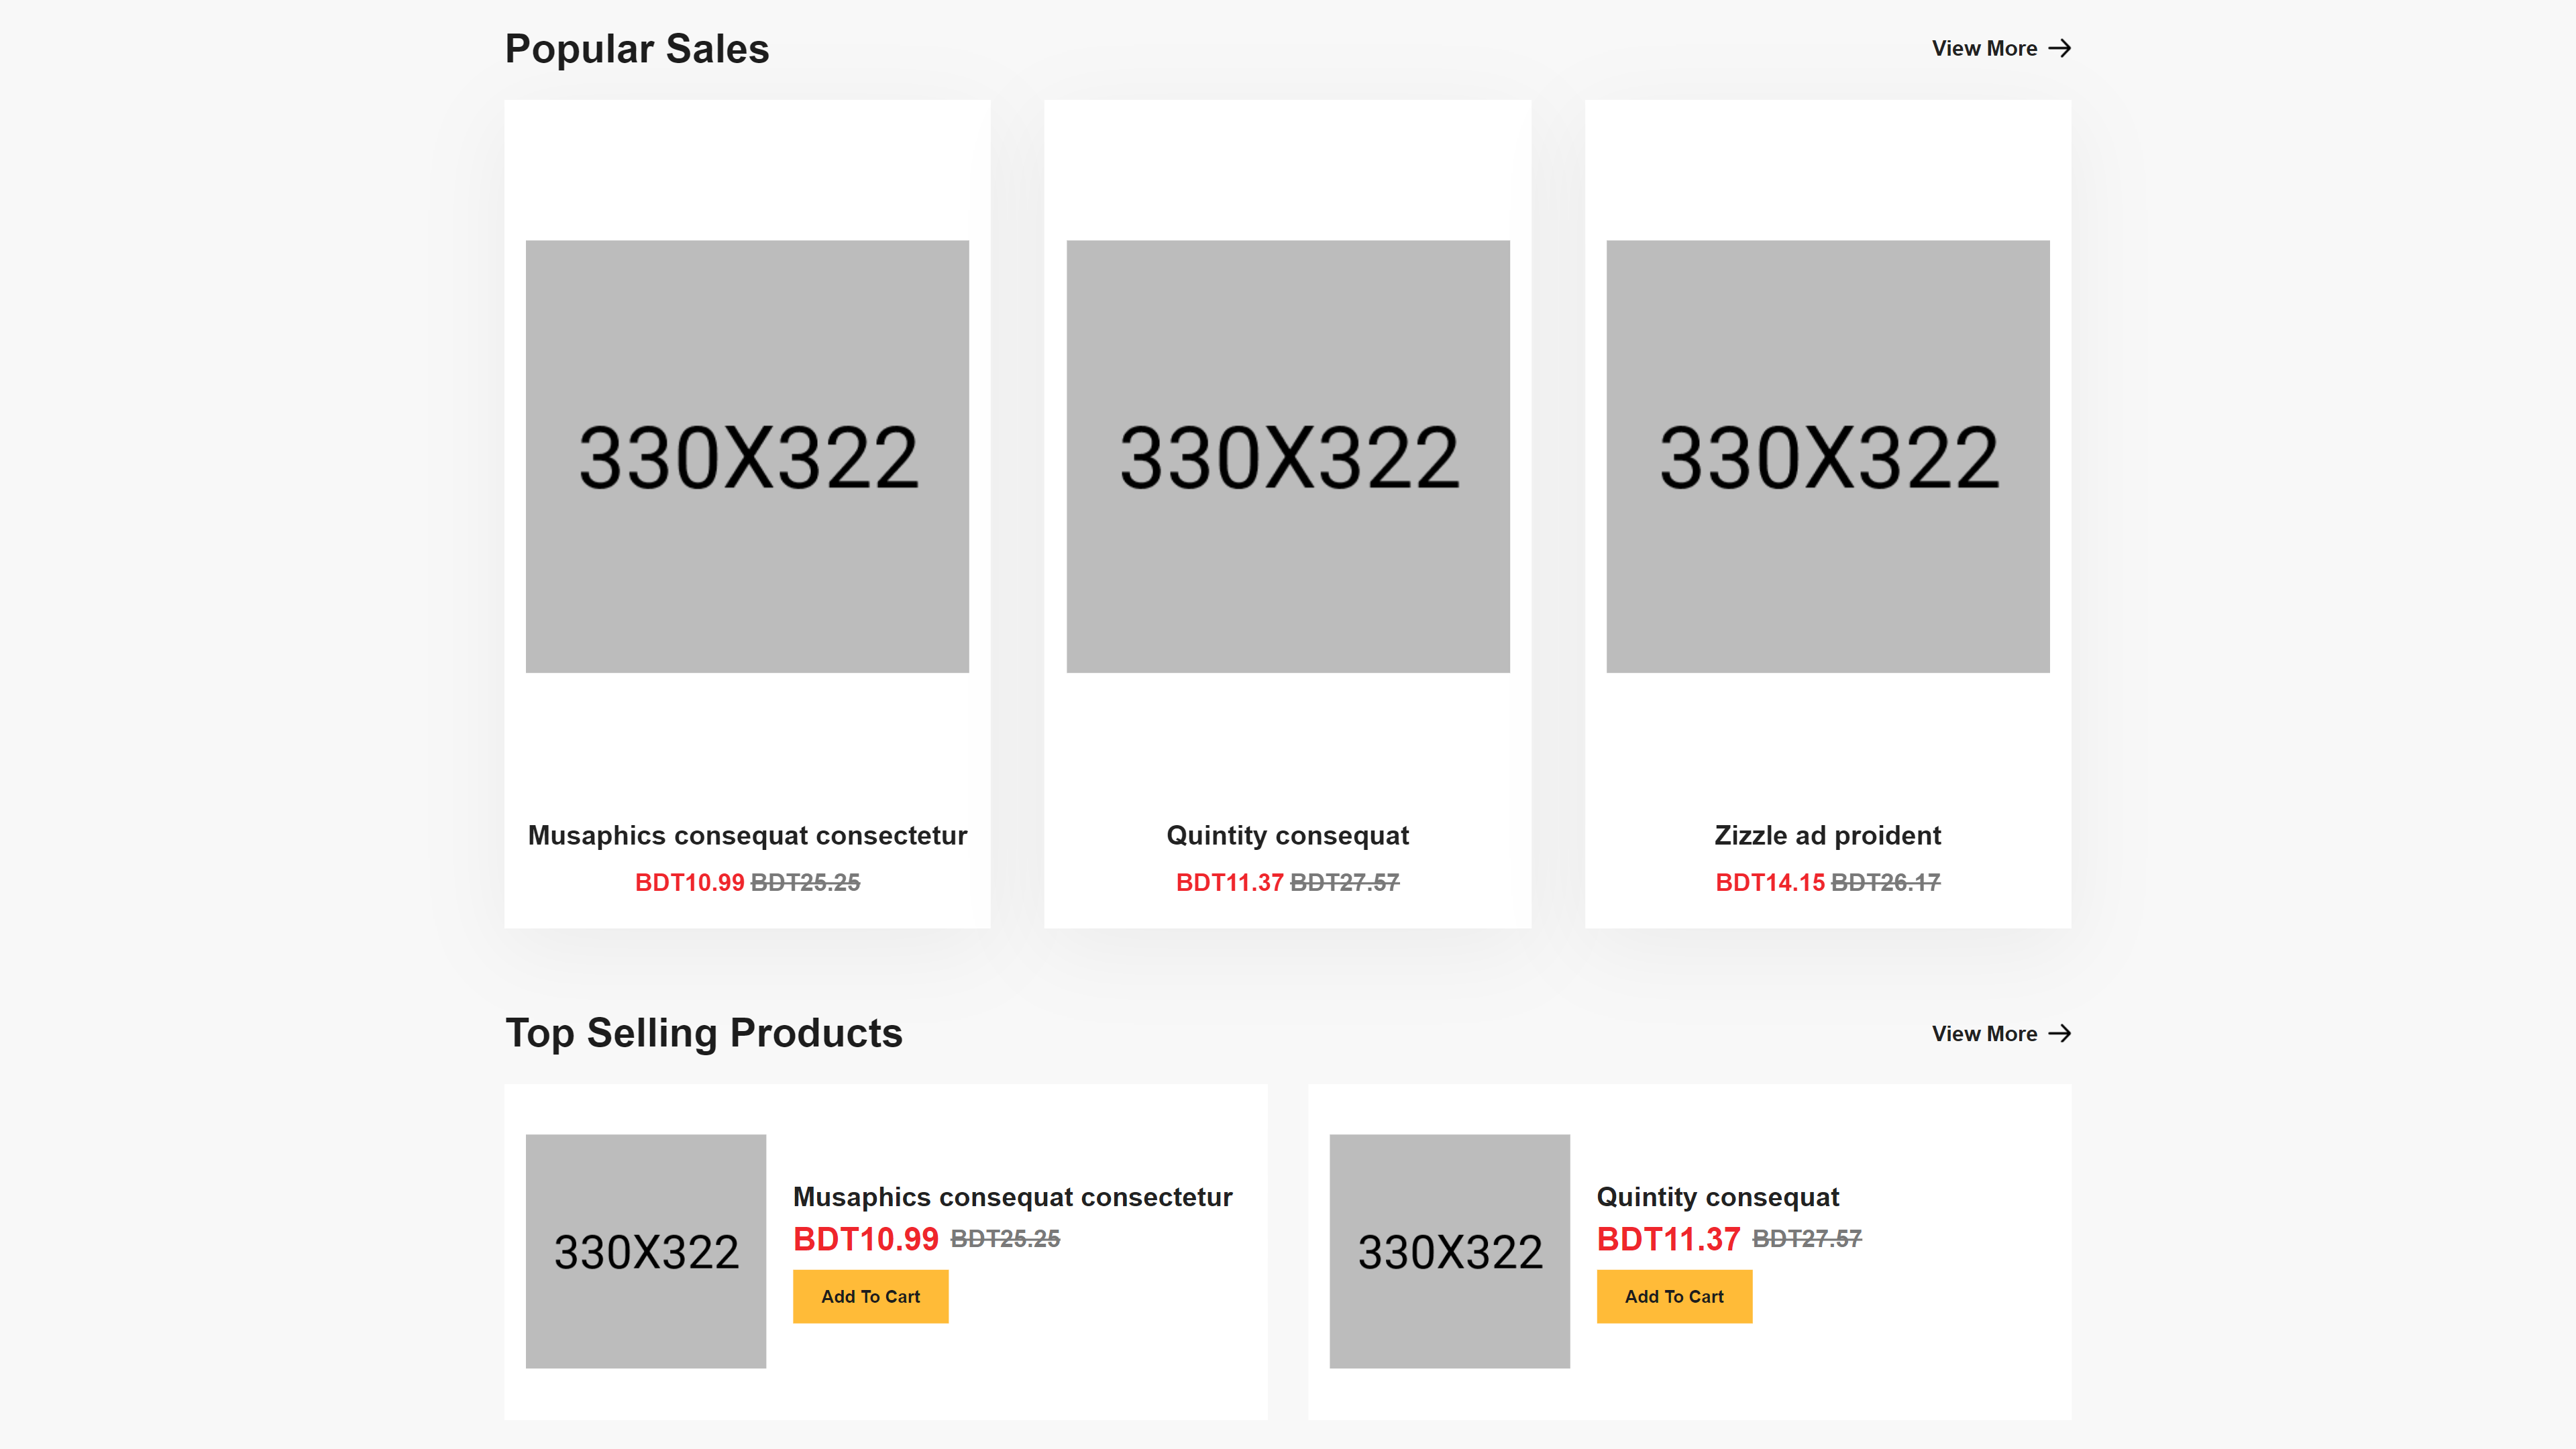 Popular Sales
View More
330X322
330X322
330X322
Musaphics consequat consectetur
BDT10.99 BDT25.25
Quintity consequat
BDT11.37 BDT27.57
Zizzle ad proident
BDT14.15 BDT26.17
Top Selling Products
View More
330X322
Musaphics consequat consectetur
BDT10.99 BDT25.25
Add To Cart
330X322
Quintity consequat
BDT11.37 BDT27.57
Add To Cart